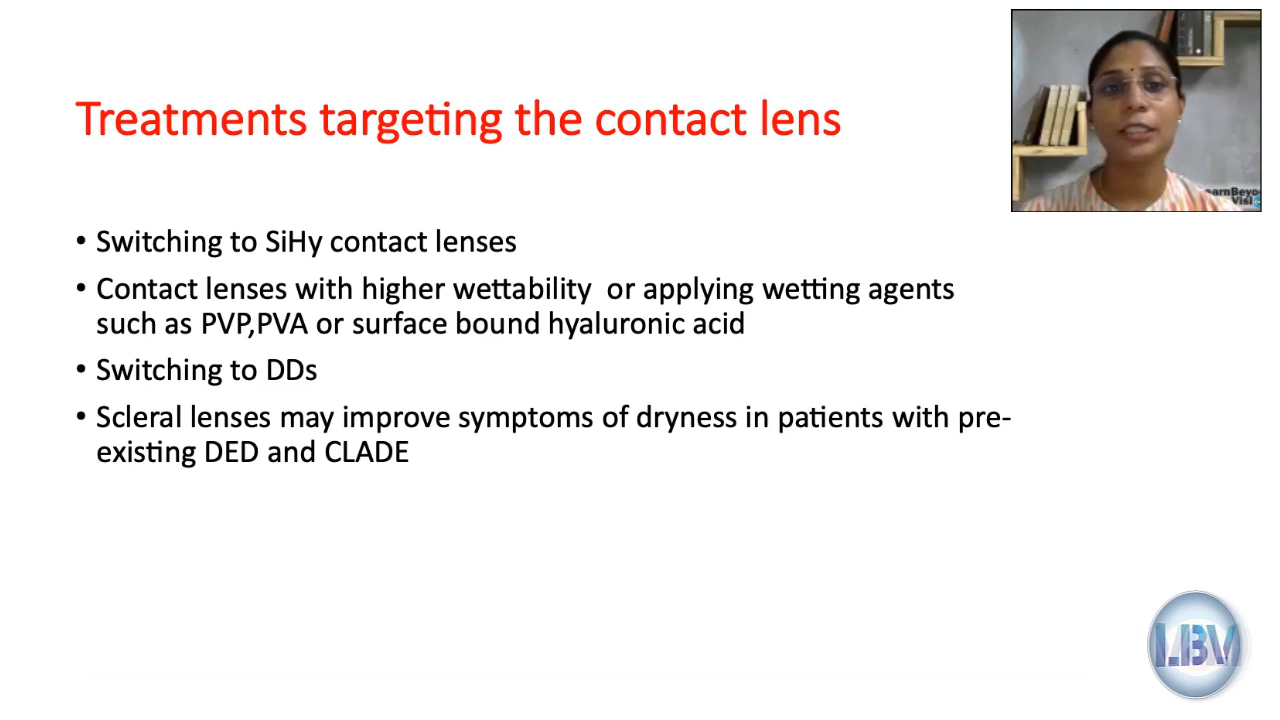 Treatments targeting the contact lens
• Switching to SiHy contact lenses
• Contact lenses with higher wettability or applying wetting agents
such as PVP,PVA or surface bound hyaluronic acid
• Switching to DDs
• Scleral lenses may improve symptoms of dryness in patients with pre-
existing DED and CLADE
earnBeyo
Visi
LBV